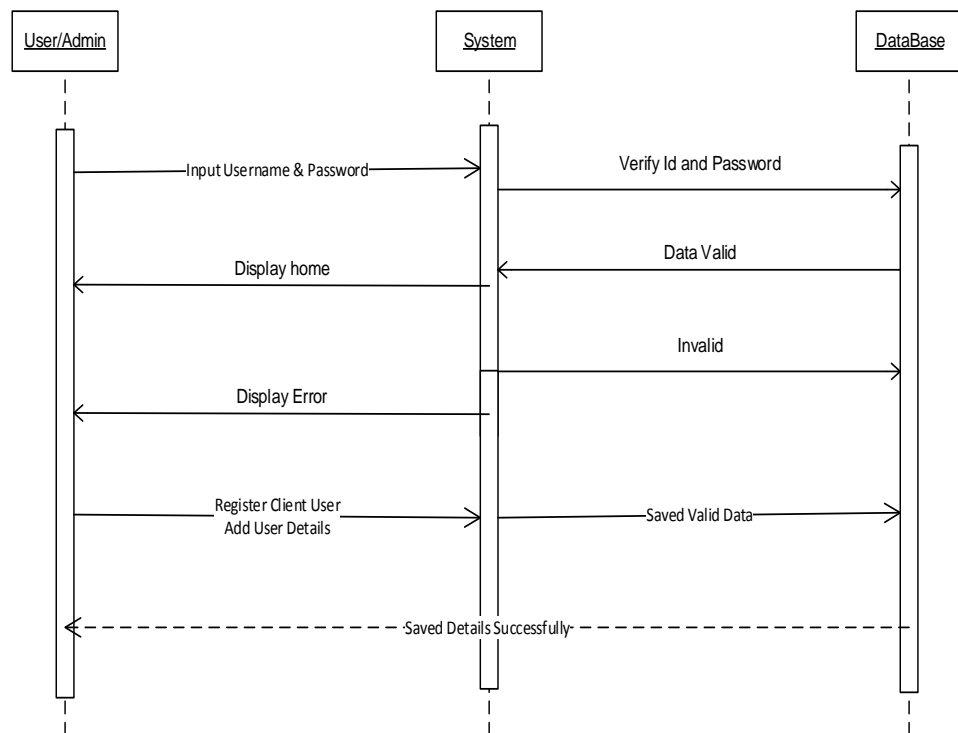 User/Admin
System
DataBase
Input Username & Password
Verify Id and Password
Data Valid
Display home
Invalid
Display Error
Register Client User
Add User Details
Saved Valid Data
Saved Details Successfully